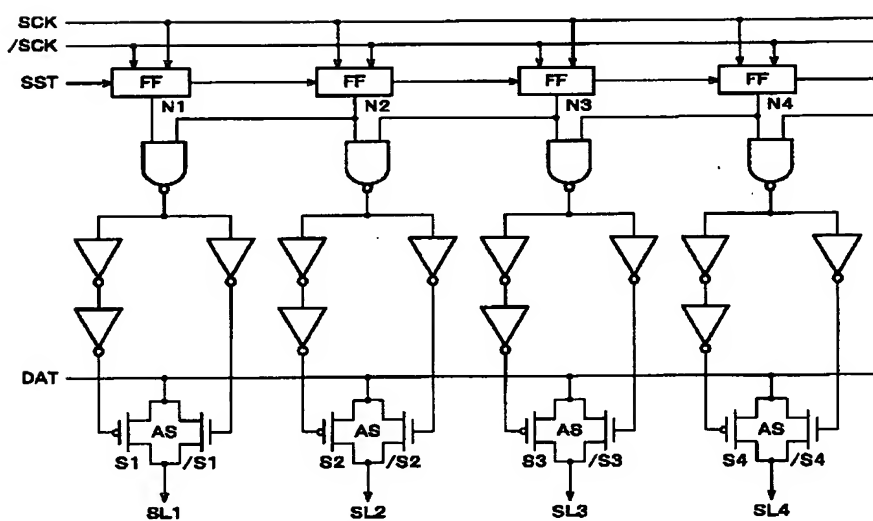 SCK
/SCK
SST FF FF FF FF
N1 N2 N3 N4
DAT
AS AS AS AS
S1 /S1 S2 /S2 S3 /S3 S4 /S4
SL1 SL2 SL3 SL4